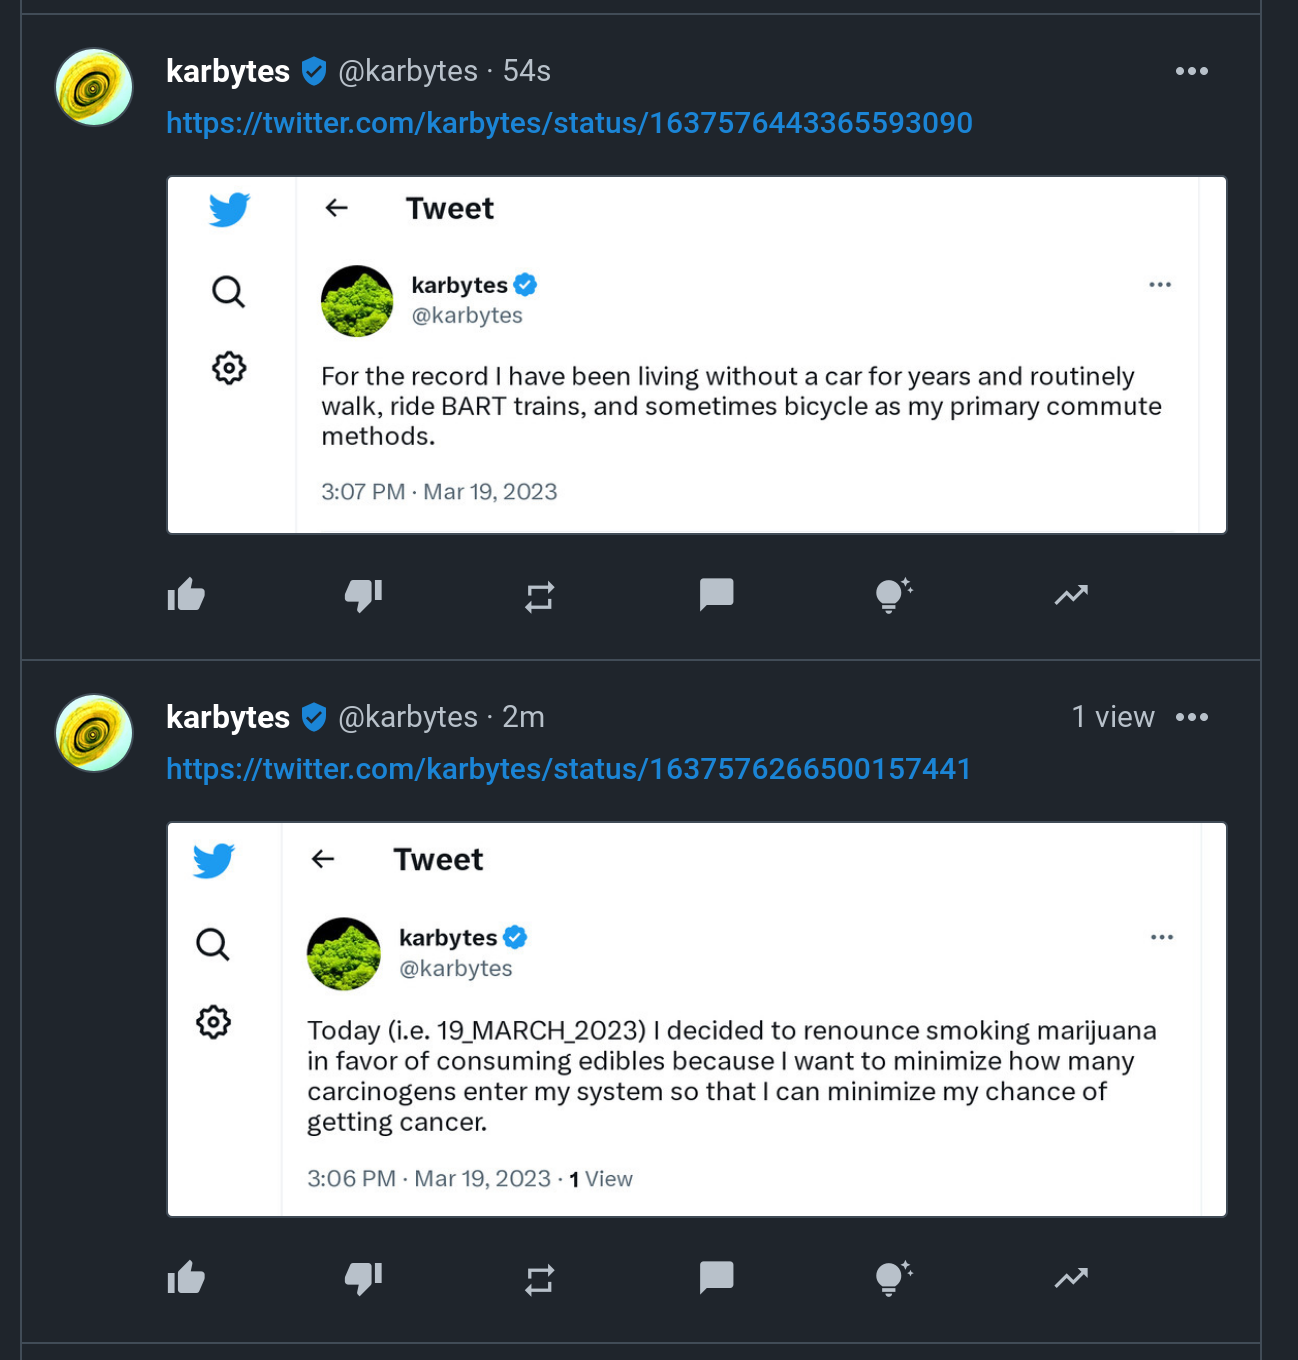 karbytes @karbytes · 54s
https://twitter.com/karbytes/status/1637576443365593090
Tweet
karbytes
@karbytes
For the record I have been living without a car for years and routinely
walk, ride BART trains, and sometimes bicycle as my primary commute
methods.
3:07 PM · Mar 19, 2023
karbytes @karbytes · 2m 1 view
https://twitter.com/karbytes/status/1637576266500157441
Tweet
karbytes
@karbytes
Today (i.e. 19_MARCH_2023) I decided to renounce smoking marijuana
in favor of consuming edibles because I want to minimize how many
carcinogens enter my system so that I can minimize my chance of
getting cancer.
3:06 PM · Mar 19, 2023 · 1 View